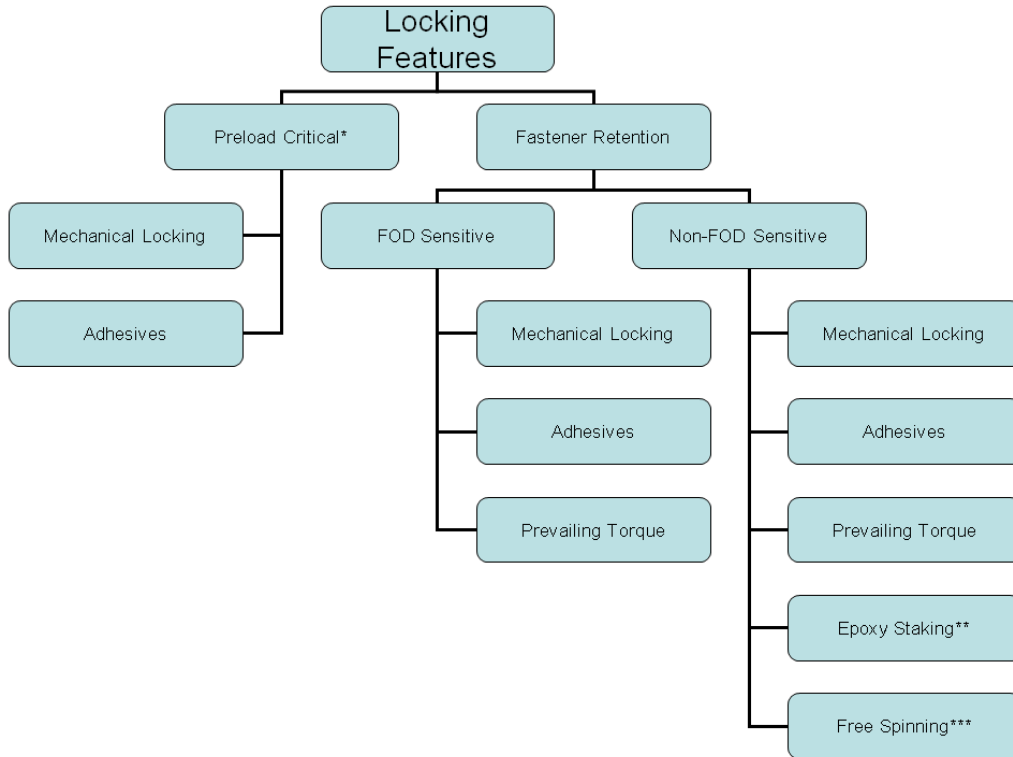 Locking
Features
Preload Critical*
Fastener Retention
Mechanical Locking
FOD Sensitive
Non-FOD Sensitive
Adhesives
Mechanical Locking
Mechanical Locking
Adhesives
Adhesives
Prevailing Torque
Prevailing Torque
Epoxy Staking**
Free Spinning***